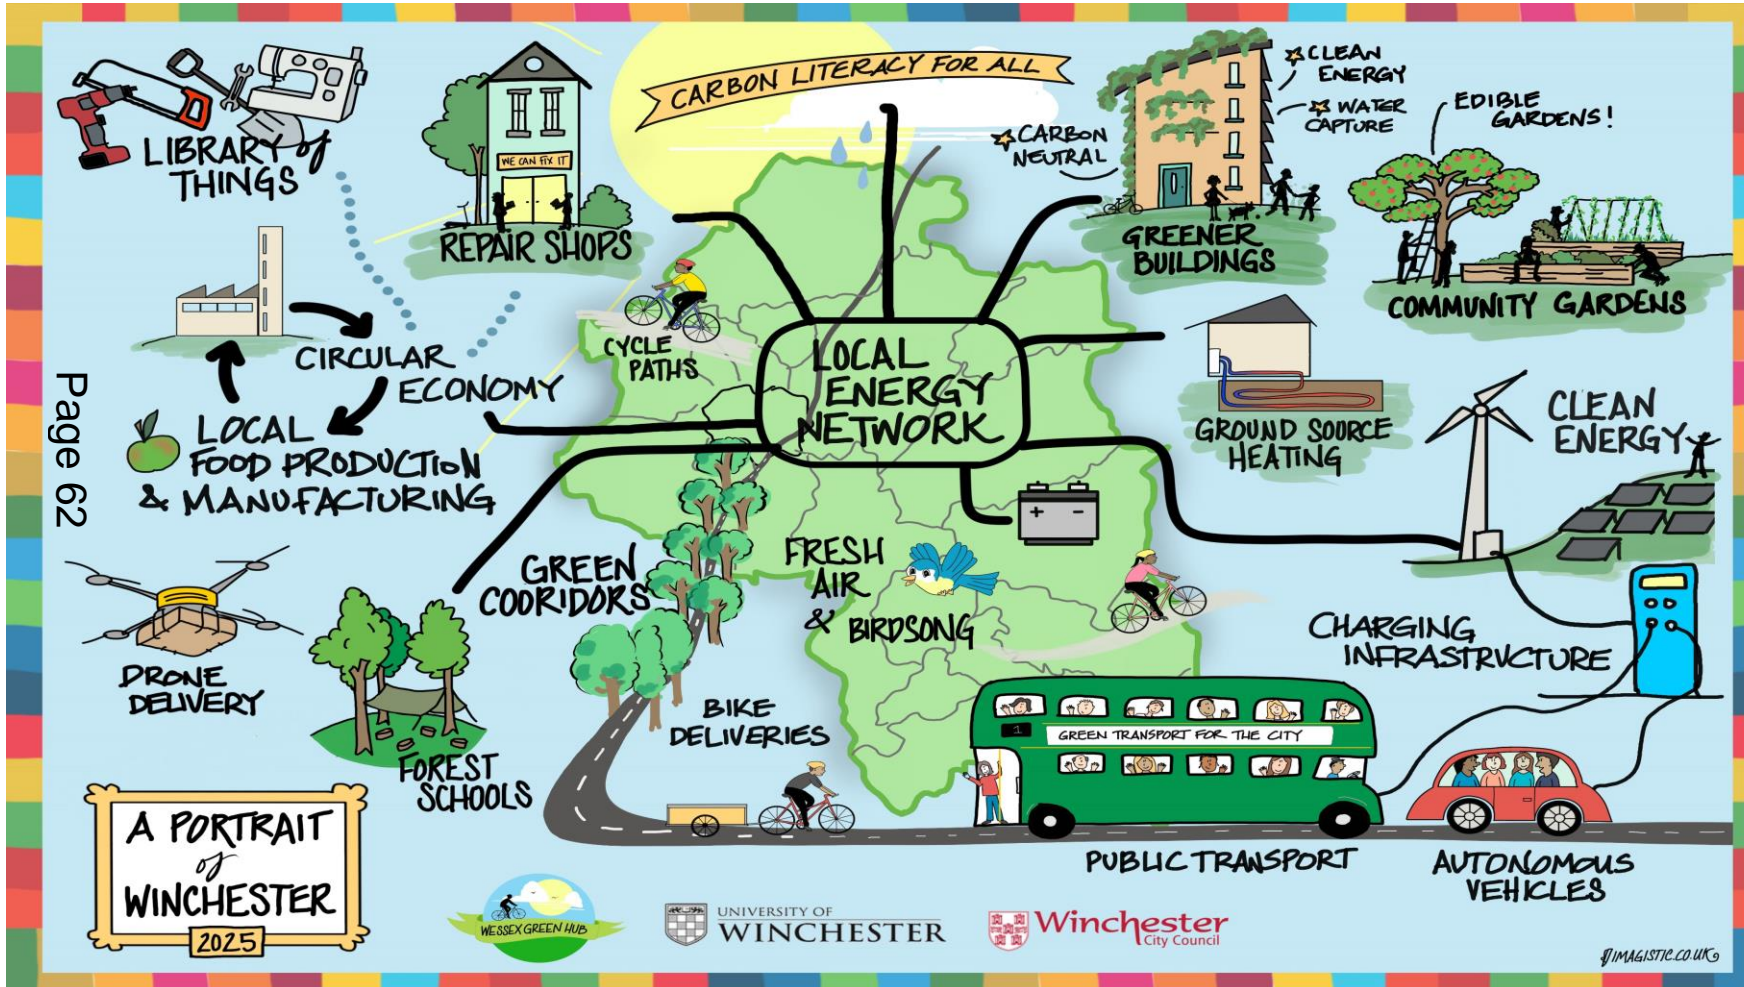 CARBON LITERACY FOR ALL
LIBRARY of
THINGS
WE CAN FIX IT
REPAIR SHOPS
CLEAN
ENERGY
WATER
CAPTURE
CARBON
NEUTRAL
GREENER
BUILDINGS
EDIBLE
GARDENS!
COMMUNITY GARDENS
CIRCULAR
ECONOMY
LOCAL
FOOD PRODUCTION
& MANUFACTURING
CYCLE
PATHS
LOCAL
ENERGY
NETWORK
GROUND SOURCE
HEATING
CLEAN
ENERGY
+ -
Page 62
DRONE
DELIVERY
FOREST
SCHOOLS
GREEN
COORIDORS
FRESH
AIR
& BIRDSONG
BIKE
DELIVERIES
CHARGING
INFRASTRUCTURE
1
GREEN TRANSPORT FOR THE CITY
PUBLIC TRANSPORT
AUTONOMOUS
VEHICLES
A PORTRAIT
of
WINCHESTER
2025
WESSEX GREEN HUB
UNIVERSITY OF
WINCHESTER
Winchester
City Council
IMAGISTIC.CO.UK